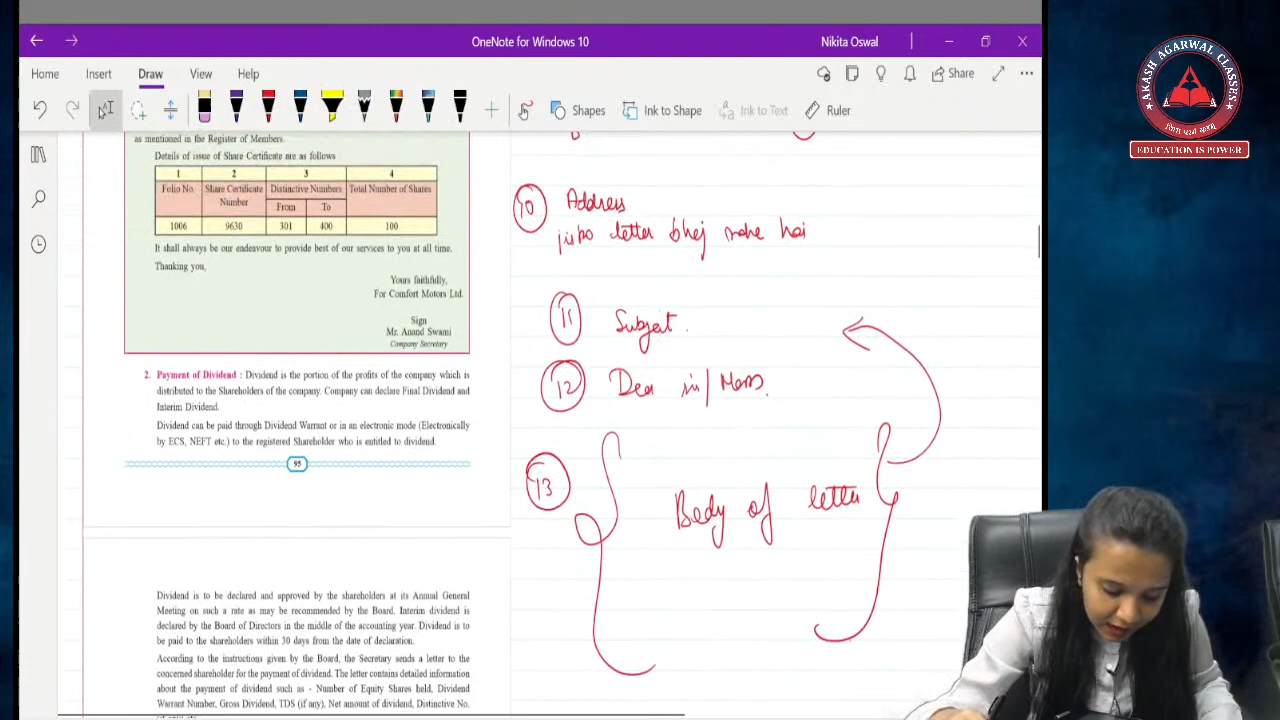 OneNote for Windows 10
Nikita Oswal
Home Insert Draw View Help
Share
Shapes Ink to Shape Ink to Text Ruler
as mentioned in the Register of Members.
Details of issue of Share Certificate are as follows
1 2 3 4
Folio No. Share Certificate Number Distinctive Numbers Total Number of Shares
From To
1006 9630 301 400 100
It shall always be our endeavour to provide best of our services to you at all time.
Thanking you,
Yours faithfully,
For Comfort Motors Ltd.
Sign
Mr. Anand Swami
Company Secretary
2. Payment of Dividend : Dividend is the portion of the profits of the company which is
distributed to the Shareholders of the company. Company can declare Final Dividend and
Interim Dividend.
Dividend can be paid through Dividend Warrant or in an electronic mode (Electronically
by ECS, NEFT etc.) to the registered Shareholder who is entitled to dividend.
95
Dividend is to be declared and approved by the shareholders at its Annual General
Meeting on such a rate as may be recommended by the Board. Interim dividend is
declared by the Board of Directors in the middle of the accounting year. Dividend is to
be paid to the shareholders within 30 days from the date of declaration.
According to the instructions given by the Board, the Secretary sends a letter to the
concerned shareholder for the payment of dividend. The letter contains detailed information
about the payment of dividend such as - Number of Equity Shares held, Dividend
Warrant Number, Gross Dividend, TDS (if any), Net amount of dividend, Distinctive No.
10 Address
letter bhej rahe hai
11 Subject.
12 Dear
13 Body of letter
AKASH AGARWAL CLASSES
EDUCATION IS POWER